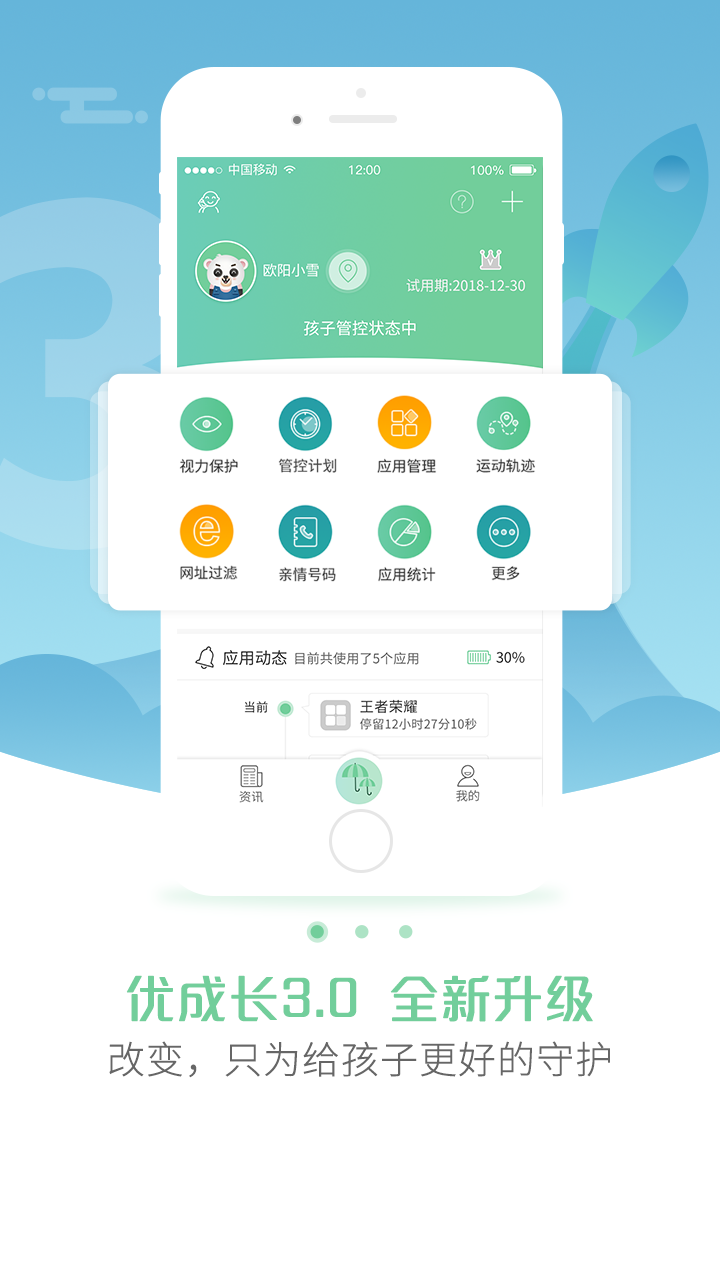 中国移动 12:00 100%
欧阳小雪
试用期:2018-12-30
孩子管控状态中
视力保护 管控计划 应用管理 运动轨迹
网址过滤 亲情号码 应用统计 更多
应用动态 目前共使用了5个应用 30%
当前 王者荣耀
停留12小时27分10秒
资讯 我的
3
优成长3.0 全新升级
改变，只为给孩子更好的守护